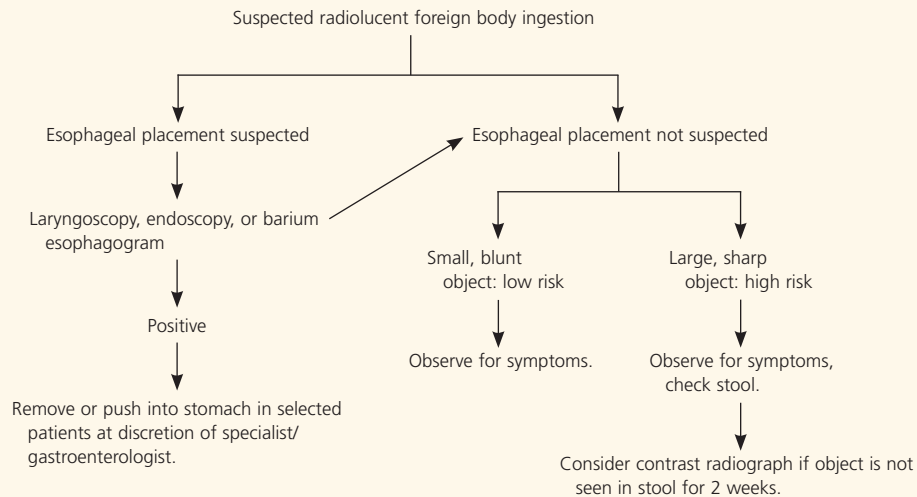 Suspected radiolucent foreign body ingestion
Esophageal placement suspected
Esophageal placement not suspected
Laryngoscopy, endoscopy, or barium
esophagogram
Small, blunt
object: low risk
Large, sharp
object: high risk
Positive
Observe for symptoms.
Observe for symptoms,
check stool.
Remove or push into stomach in selected
patients at discretion of specialist/
gastroenterologist.
Consider contrast radiograph if object is not
seen in stool for 2 weeks.